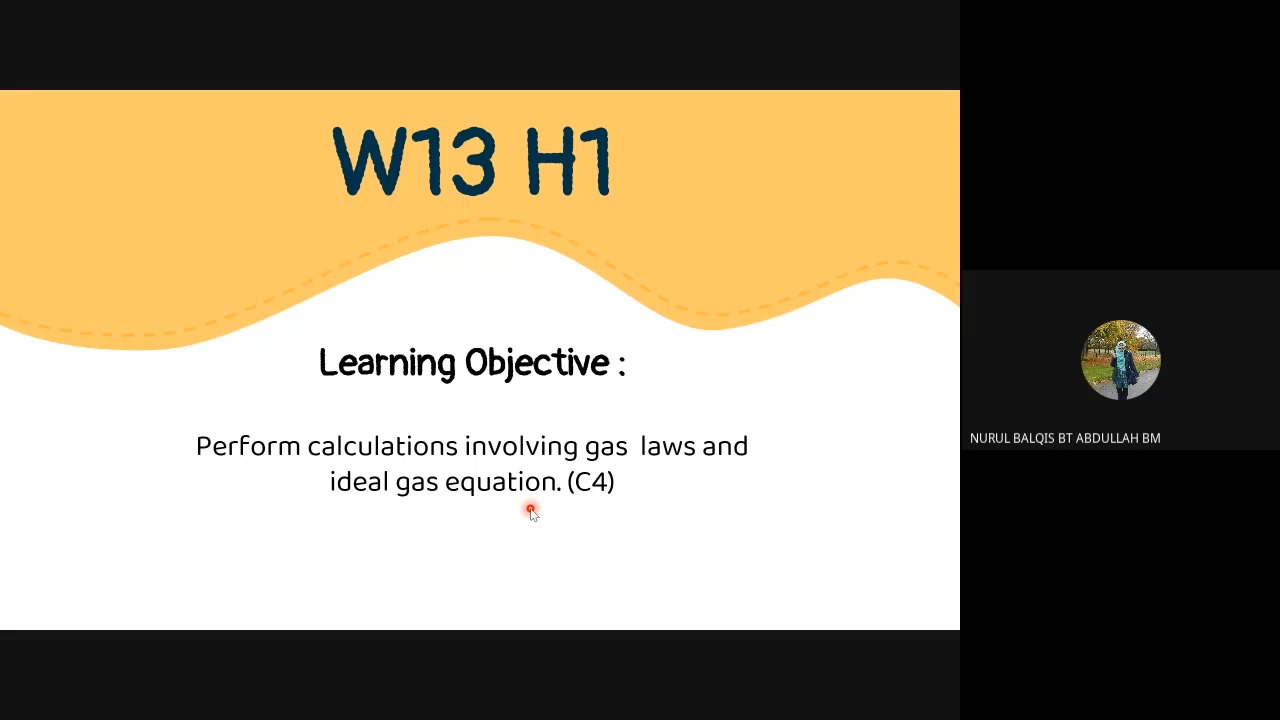 W13 H1
Learning Objective :
Perform calculations involving gas laws and
ideal gas equation. (C4)
NURUL BALQIS BT ABDULLAH BM